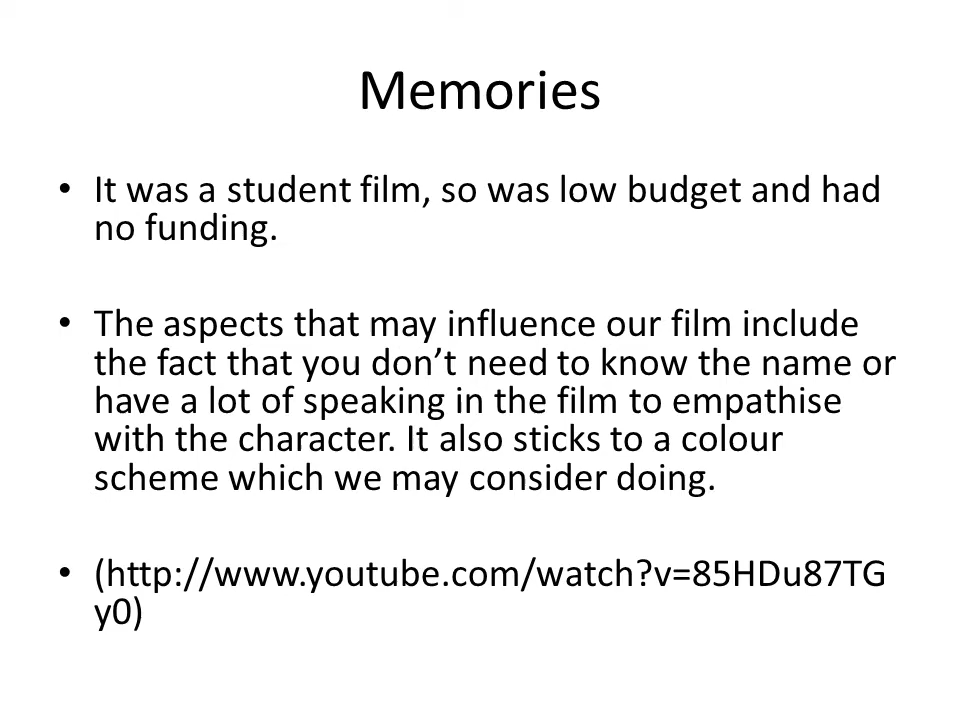 Memories
• It was a student film, so was low budget and had
no funding.
• The aspects that may influence our film include
the fact that you don’t need to know the name or
have a lot of speaking in the film to empathise
with the character. It also sticks to a colour
scheme which we may consider doing.
• (http://www.youtube.com/watch?v=85HDu87TG
y0)